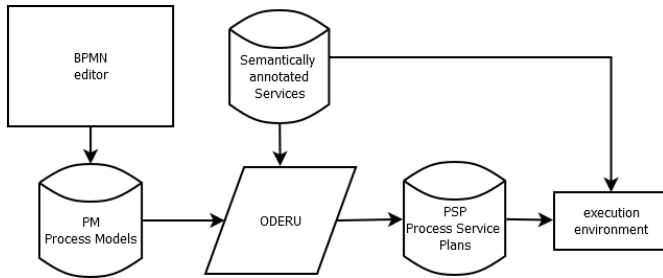 BPMN
editor
Semantically
annotated
Services
PM
Process Models
ODERU
PSP
Process Service
Plans
execution
environment